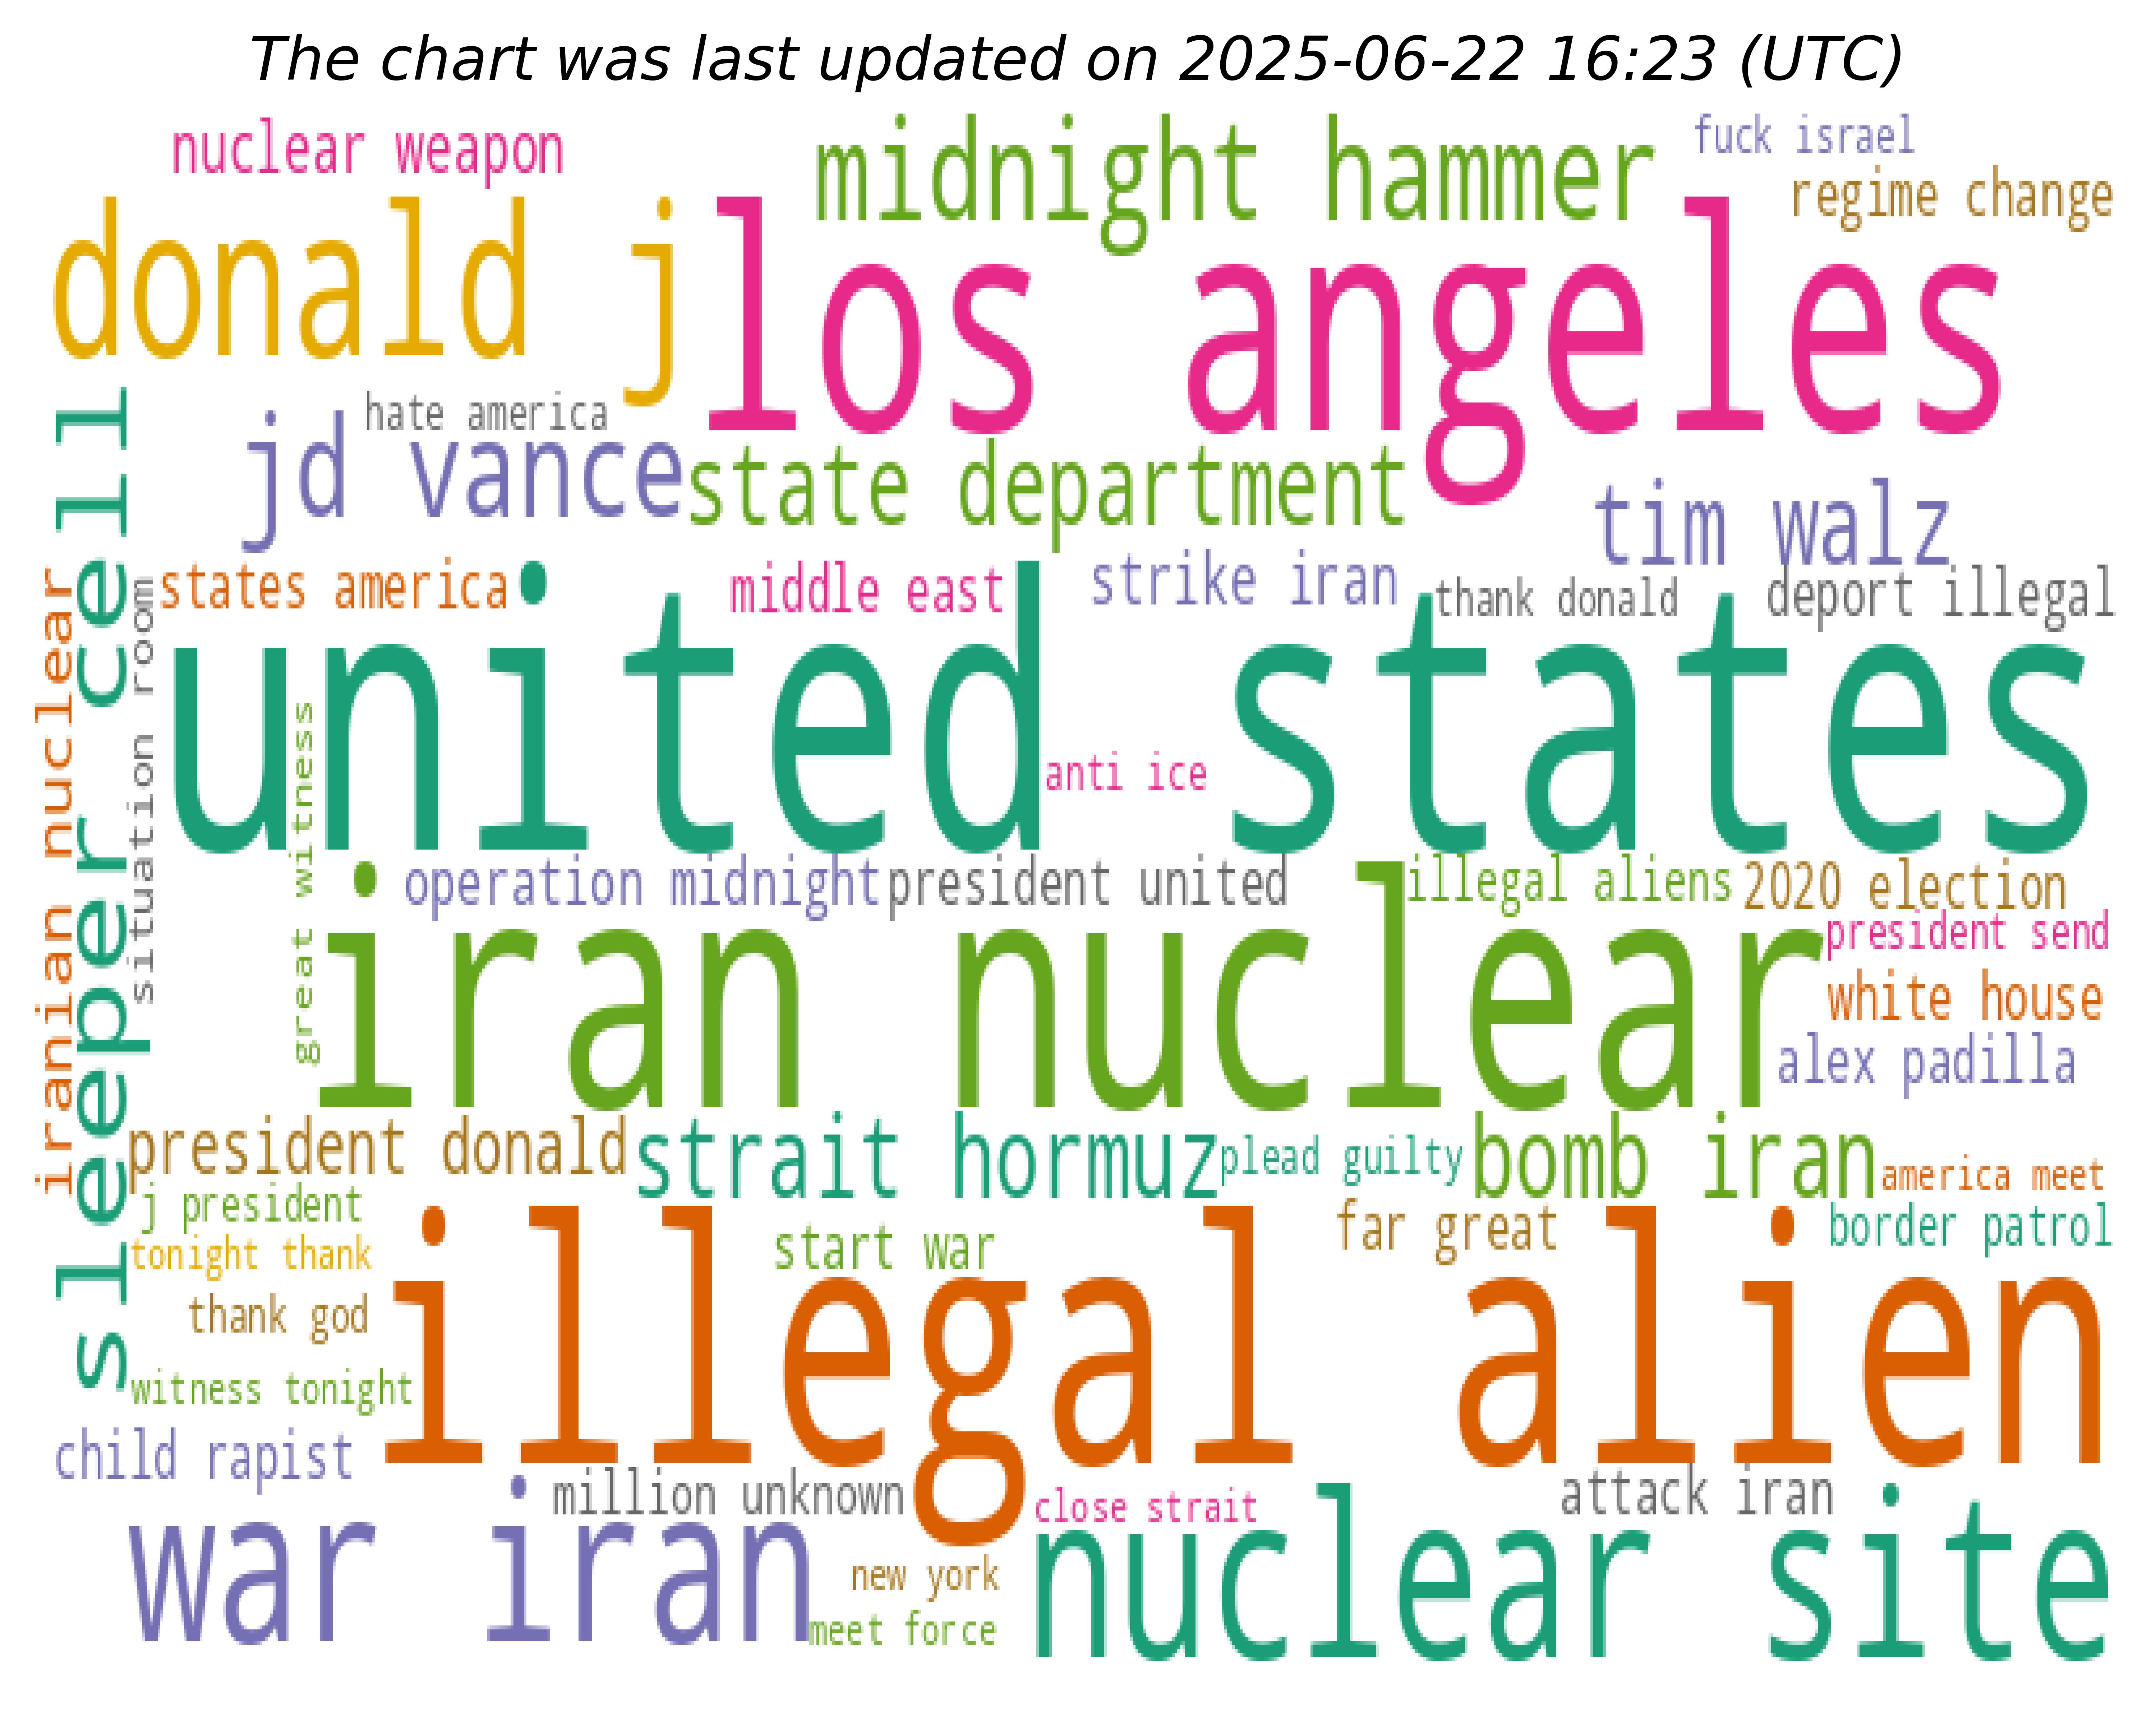 The chart was last updated on 2025-06-22 16:23 (UTC)
nuclear weapon
midnight hammer
fuck israel
regime change
donald j
los angeles
hate america
jd vance
state department
tim walz
sleeper cell
iranian nuclear
situation room
states america
middle east
strike iran
thank donald
deport illegal
united states
great witness
anti ice
operation midnight
president united
illegal aliens
2020 election
iran nuclear
president send
white house
alex padilla
president donald
strait hormuz
plead guilty
bomb iran
america meet
j president
tonight thank
start war
far great
border patrol
thank god
illegal alien
witness tonight
child rapist
million unknown
close strait
attack iran
war iran
new york
nuclear site
meet force